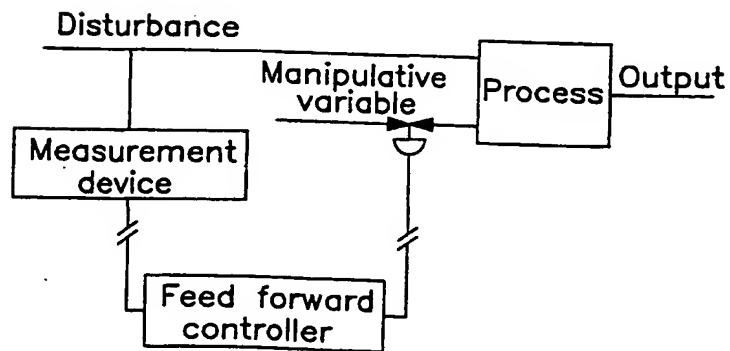 Disturbance
Manipulative
variable
Process
Output
Measurement
device
Feed forward
controller